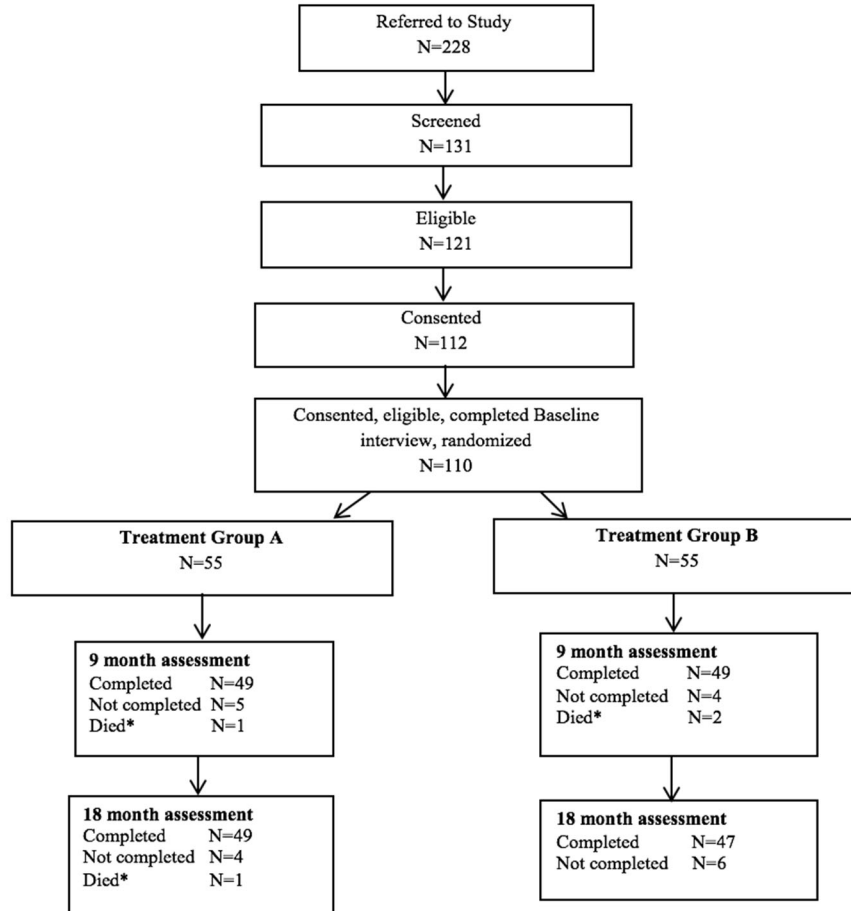 Referred to Study
N=228
Screened
N=131
Eligible
N=121
Consented
N=112
Consented, eligible, completed Baseline
interview, randomized
N=110
Treatment Group A
N=55
Treatment Group B
N=55
9 month assessment
Completed N=49
Not completed N=5
Died* N=1
9 month assessment
Completed N=49
Not completed N=4
Died* N=2
18 month assessment
Completed N=49
Not completed N=4
Died* N=1
18 month assessment
Completed N=47
Not completed N=6